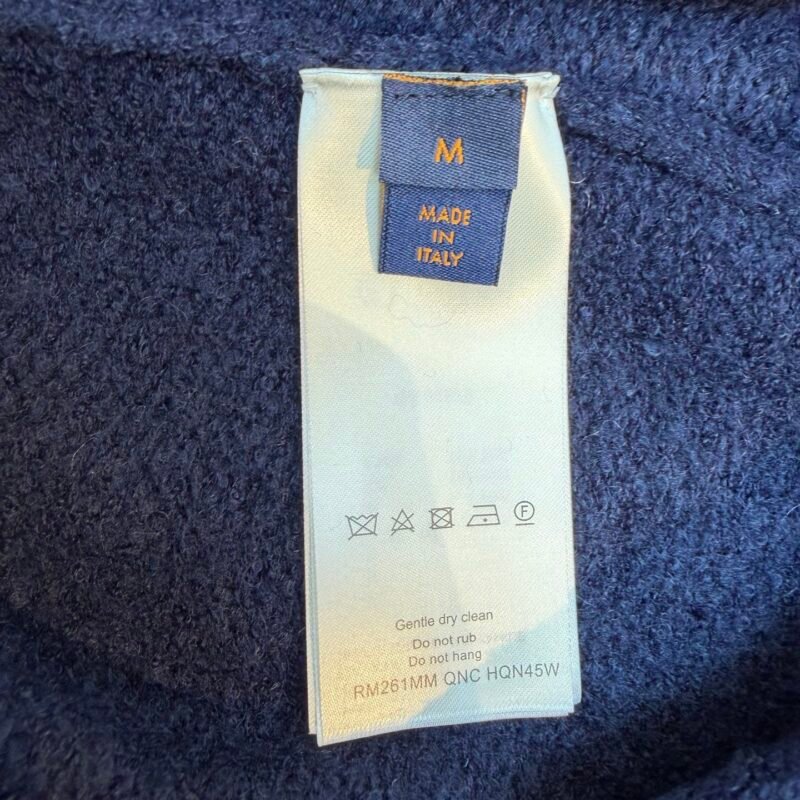 M
MADE
IN
ITALY
F
Gentle dry clean
Do not rub
Do not hang
RM261MM QNC HQN45W